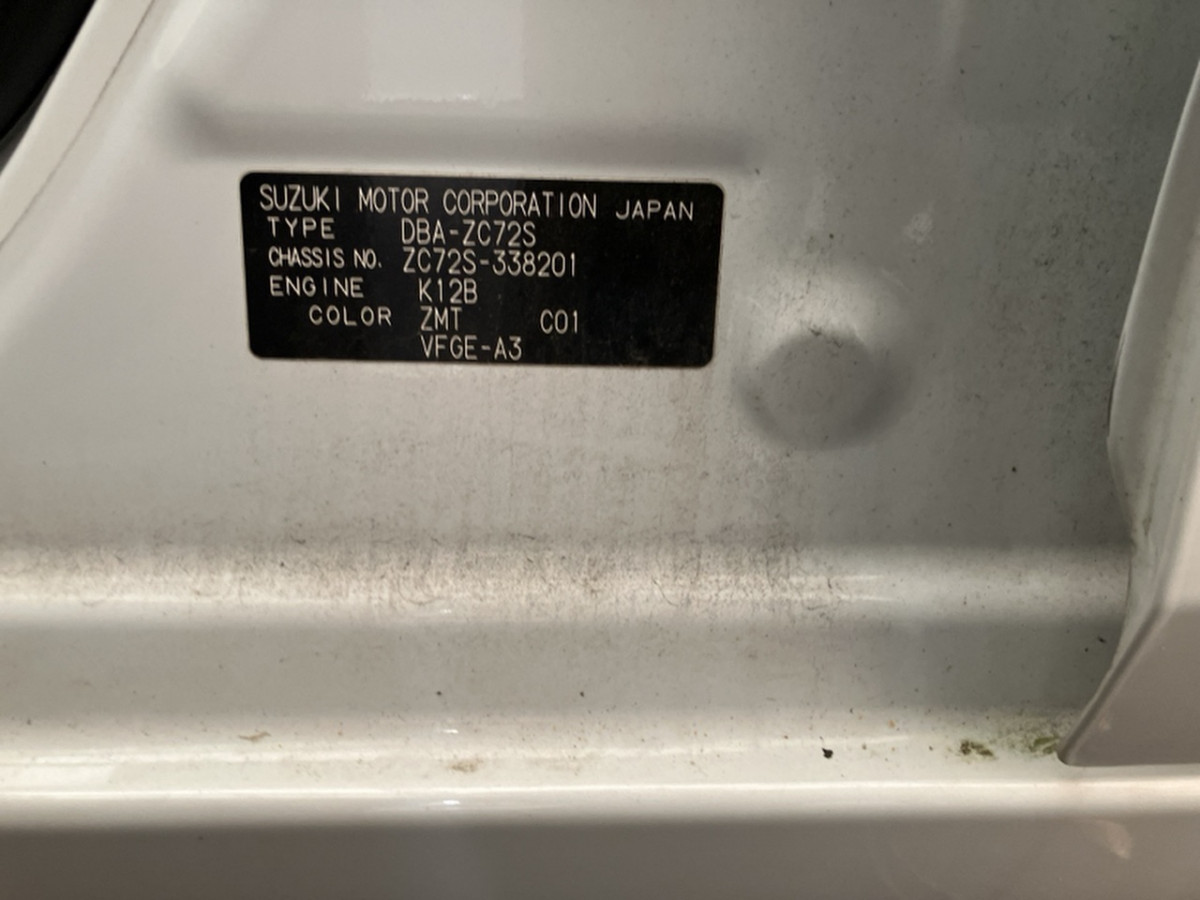 SUZUKI MOTOR CORPORATION JAPAN
TYPE DBA-ZC72S
CHASSIS NO. ZC72S-338201
ENGINE K12B
COLOR ZMT C01
VFGE-A3